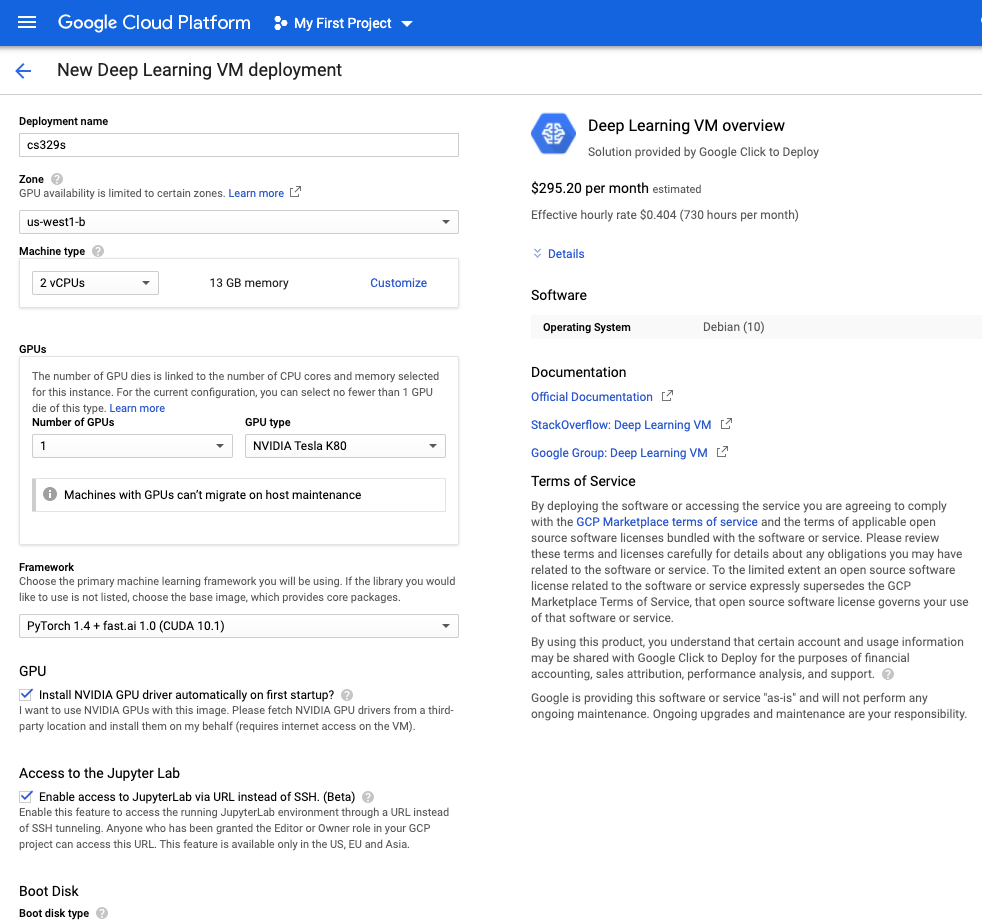 Google Cloud Platform
My First Project
New Deep Learning VM deployment
Deployment name
cs329s
Zone
GPU availability is limited to certain zones. Learn more
us-west1-b
Machine type
2 vCPUs
13 GB memory
Customize
GPUs
The number of GPU dies is linked to the number of CPU cores and memory selected
for this instance. For the current configuration, you can select no fewer than 1 GPU
die of this type. Learn more
Number of GPUs
GPU type
1
NVIDIA Tesla K80
Machines with GPUs can't migrate on host maintenance
Framework
Choose the primary machine learning framework you will be using. If the library you would
like to use is not listed, choose the base image, which provides core packages.
PyTorch 1.4 + fast.ai 1.0 (CUDA 10.1)
GPU
Install NVIDIA GPU driver automatically on first startup?
I want to use NVIDIA GPUs with this image. Please fetch NVIDIA GPU drivers from a third-
party location and install them on my behalf (requires internet access on the VM).
Access to the Jupyter Lab
Enable access to JupyterLab via URL instead of SSH. (Beta)
Enable this feature to access the running JupyterLab environment through a URL instead
of SSH tunneling. Anyone who has been granted the Editor or Owner role in your GCP
project can access this URL. This feature is available only in the US, EU and Asia.
Boot Disk
Boot disk type
Deep Learning VM overview
Solution provided by Google Click to Deploy
$295.20 per month estimated
Effective hourly rate $0.404 (730 hours per month)
Details
Software
Operating System
Debian (10)
Documentation
Official Documentation
StackOverflow: Deep Learning VM
Google Group: Deep Learning VM
Terms of Service
By deploying the software or accessing the service you are agreeing to comply
with the GCP Marketplace terms of service and the terms of applicable open
source software licenses bundled with the software or service. Please review
these terms and licenses carefully for details about any obligations you may have
related to the software or service. To the limited extent an open source software
license related to the software or service expressly supersedes the GCP
Marketplace Terms of Service, that open source software license governs your use
of that software or service.
By using this product, you understand that certain account and usage information
may be shared with Google Click to Deploy for the purposes of financial
accounting, sales attribution, performance analysis, and support.
Google is providing this software or service "as-is" and will not perform any
ongoing maintenance. Ongoing upgrades and maintenance are your responsibility.